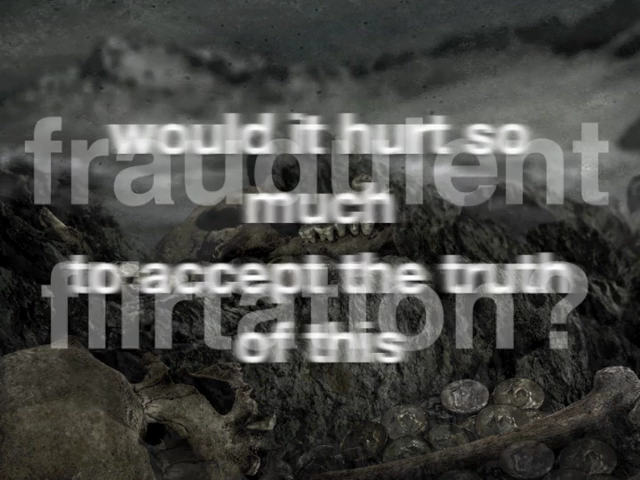 would it hurt so
much
to accept the truth
of this
fraudulent
flirtation?